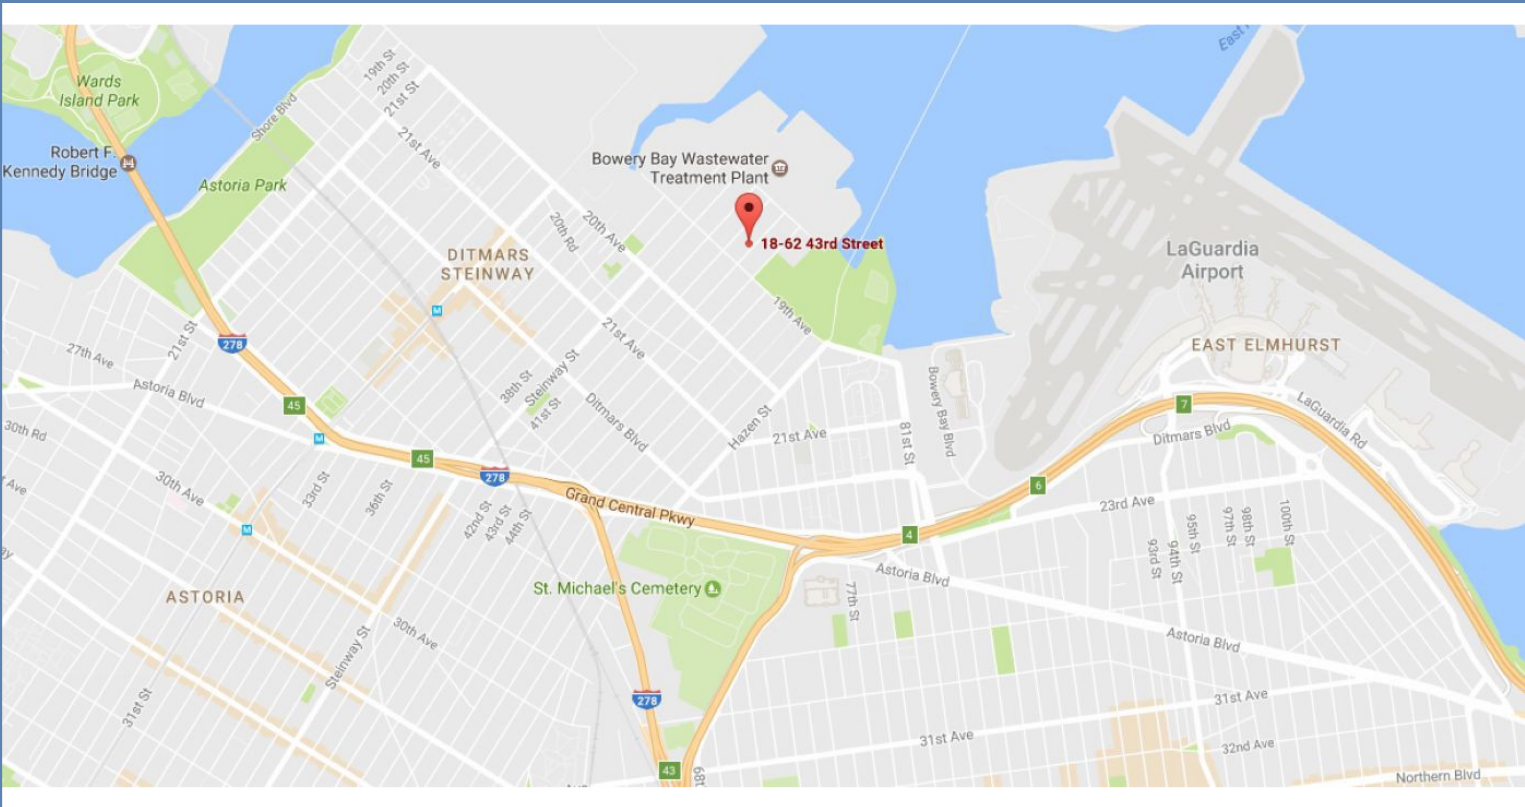 East
19th St
20th St
21st St
Wards
Island Park
Shore Blvd
21st Ave
Robert F.
Kennedy Bridge
Astoria Park
Bowery Bay Wastewater
Treatment Plant
18-62 43rd Street
20th Rd
20th Ave
DITMARS
STEINWAY
LaGuardia
Airport
19th Ave
21st Ave
21st St
278
27th Ave
EAST ELMHURST
Astoria Blvd
38th St
Steinway St
41st St
Ditmars Blvd
Hazen St
21st Ave
81st St
Bowery Bay Blvd
7
LaGuardia Rd
Ditmars Blvd
45
30th Rd
45
278
Grand Central Pkwy
6
23rd Ave
30th Ave
33rd St
36th St
42nd St
43rd St
44th St
4
95th St
97th St
98th St
100th St
93rd St
94th St
Ave
Astoria Blvd
St. Michael's Cemetery
77th St
ASTORIA
30th Ave
Steinway St
Astoria Blvd
31st St
278
31st Ave
31st Ave
32nd Ave
43
68th
Northern Blvd